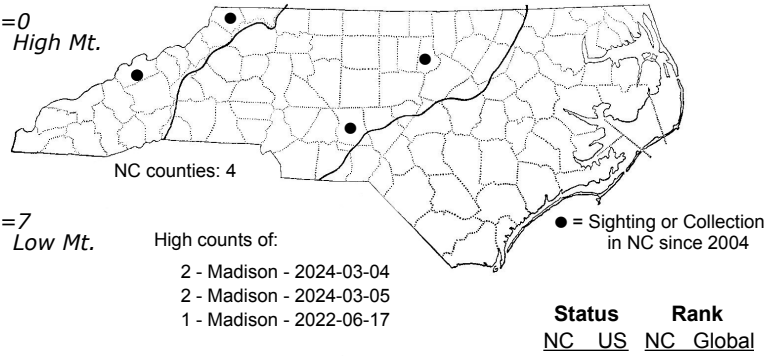 =0
High Mt.
NC counties: 4
=7
Low Mt.
High counts of:
2 - Madison - 2024-03-04
2 - Madison - 2024-03-05
1 - Madison - 2022-06-17
● = Sighting or Collection
in NC since 2004
Status Rank
NC US NC Global